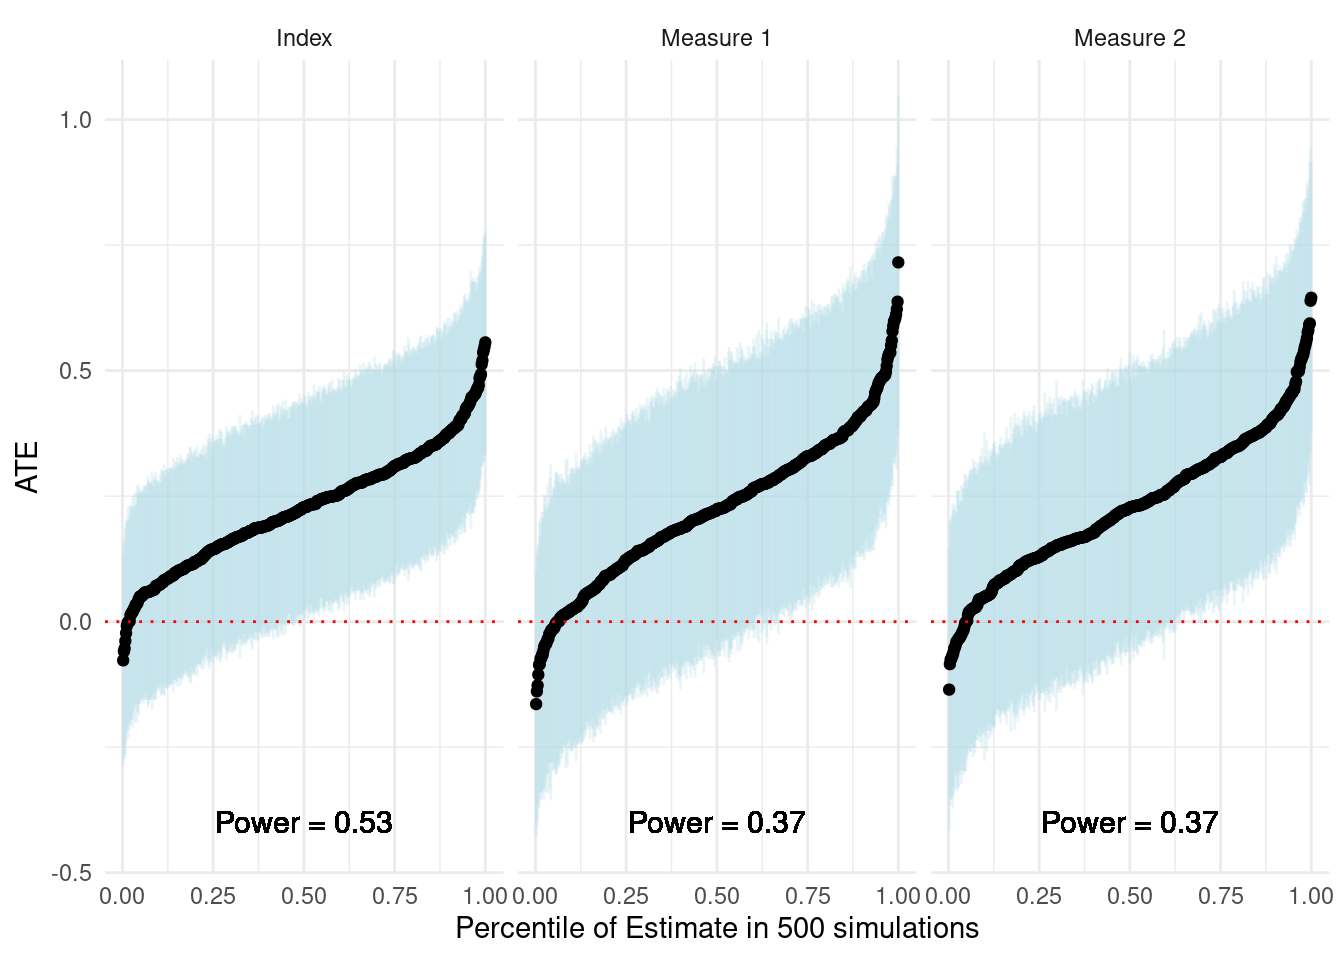 Index Measure 1 Measure 2
ATE
1.0
0.5
0.0
-0.5
Power = 0.53 Power = 0.37 Power = 0.37
0.00 0.25 0.50 0.75 1.00 0.00 0.25 0.50 0.75 1.00 0.00 0.25 0.50 0.75 1.00
Percentile of Estimate in 500 simulations